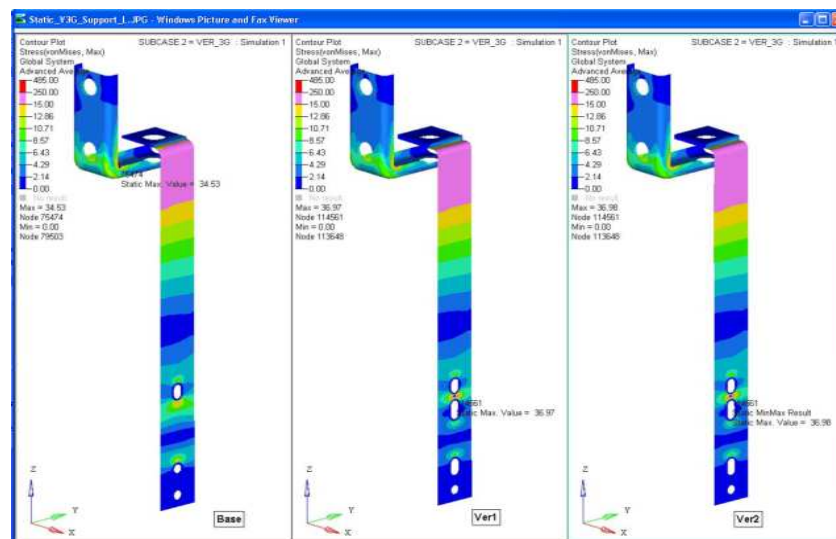 Static_V3G_Support_L.JPG - Windows Picture and Fax Viewer
Contour Plot
Stress(vonMises, Max)
Global System
Advanced Average
SUBCASE 2 = VER_3G : Simulation 1
485.00
250.00
15.00
12.86
10.71
8.57
6.43
4.29
2.14
0.00
No result
Max = 34.53
Node 75474
Min = 0.00
Node 79503
75474
Static Max. Value = 34.53
Z
Y
X
Base
Contour Plot
Stress(vonMises, Max)
Global System
Advanced Average
SUBCASE 2 = VER_3G : Simulation 1
485.00
250.00
15.00
12.86
10.71
8.57
6.43
4.29
2.14
0.00
No result
Max = 36.97
Node 114561
Min = 0.00
Node 113648
Static Max. Value = 36.97
Z
Y
X
Ver1
Contour Plot
Stress(vonMises, Max)
Global System
Advanced Average
SUBCASE 2 = VER_3G : Simulation 1
485.00
250.00
15.00
12.86
10.71
8.57
6.43
4.29
2.14
0.00
No result
Max = 36.98
Node 114561
Min = 0.00
Node 113648
Static MinMax Result
Static Max. Value = 36.98
Z
Y
X
Ver2